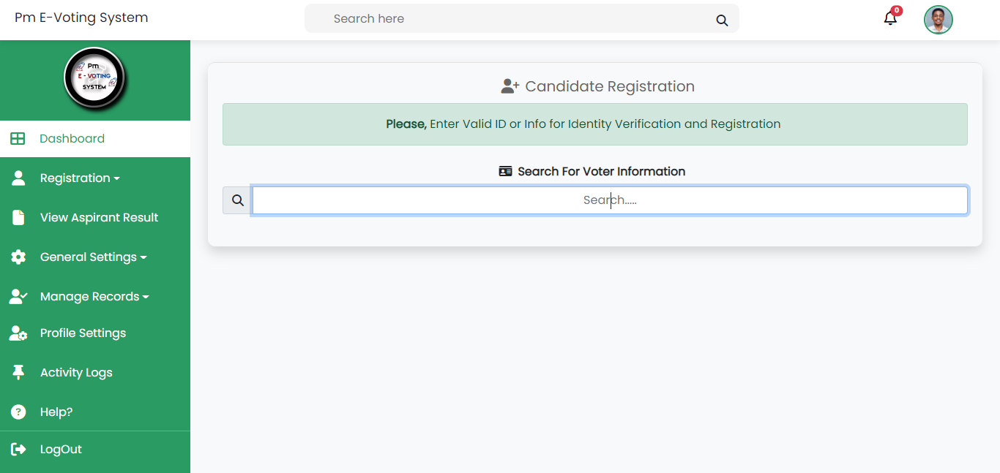 Pm E-Voting System
Search here
0
Pm
E - VOTING
SYSTEM
Dashboard
Registration
View Aspirant Result
General Settings
Manage Records
Profile Settings
Activity Logs
?
Help?
LogOut
Candidate Registration
Please, Enter Valid ID or Info for Identity Verification and Registration
Search For Voter Information
Search.....